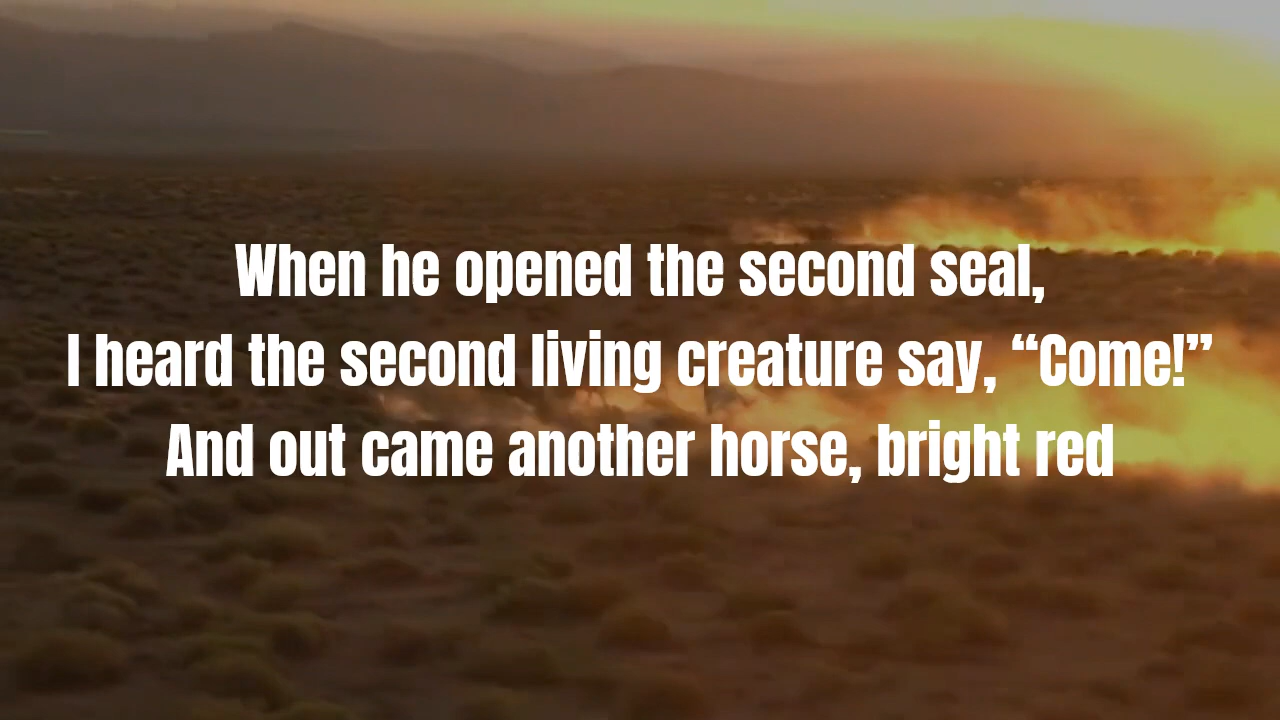 When he opened the second seal,
I heard the second living creature say, “Come!”
And out came another horse, bright red